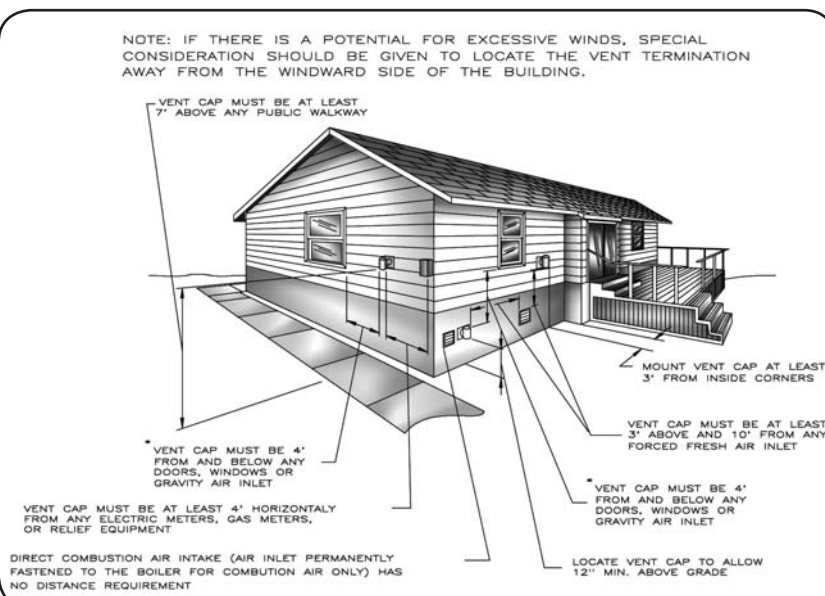 NOTE: IF THERE IS A POTENTIAL FOR EXCESSIVE WINDS, SPECIAL
CONSIDERATION SHOULD BE GIVEN TO LOCATE THE VENT TERMINATION
AWAY FROM THE WINDWARD SIDE OF THE BUILDING.
VENT CAP MUST BE AT LEAST
7' ABOVE ANY PUBLIC WALKWAY
MOUNT VENT CAP AT LEAST
3' FROM INSIDE CORNERS
VENT CAP MUST BE AT LEAST
3' ABOVE AND 10' FROM ANY
FORCED FRESH AIR INLET
*VENT CAP MUST BE 4'
FROM AND BELOW ANY
DOORS, WINDOWS OR
GRAVITY AIR INLET
*VENT CAP MUST BE 4'
FROM AND BELOW ANY
DOORS, WINDOWS OR
GRAVITY AIR INLET
VENT CAP MUST BE AT LEAST 4' HORIZONTALY
FROM ANY ELECTRIC METERS, GAS METERS,
OR RELIEF EQUIPMENT
DIRECT COMBUSTION AIR INTAKE (AIR INLET PERMANENTLY
FASTENED TO THE BOILER FOR COMBUTION AIR ONLY) HAS
NO DISTANCE REQUIREMENT
LOCATE VENT CAP TO ALLOW
12" MIN. ABOVE GRADE